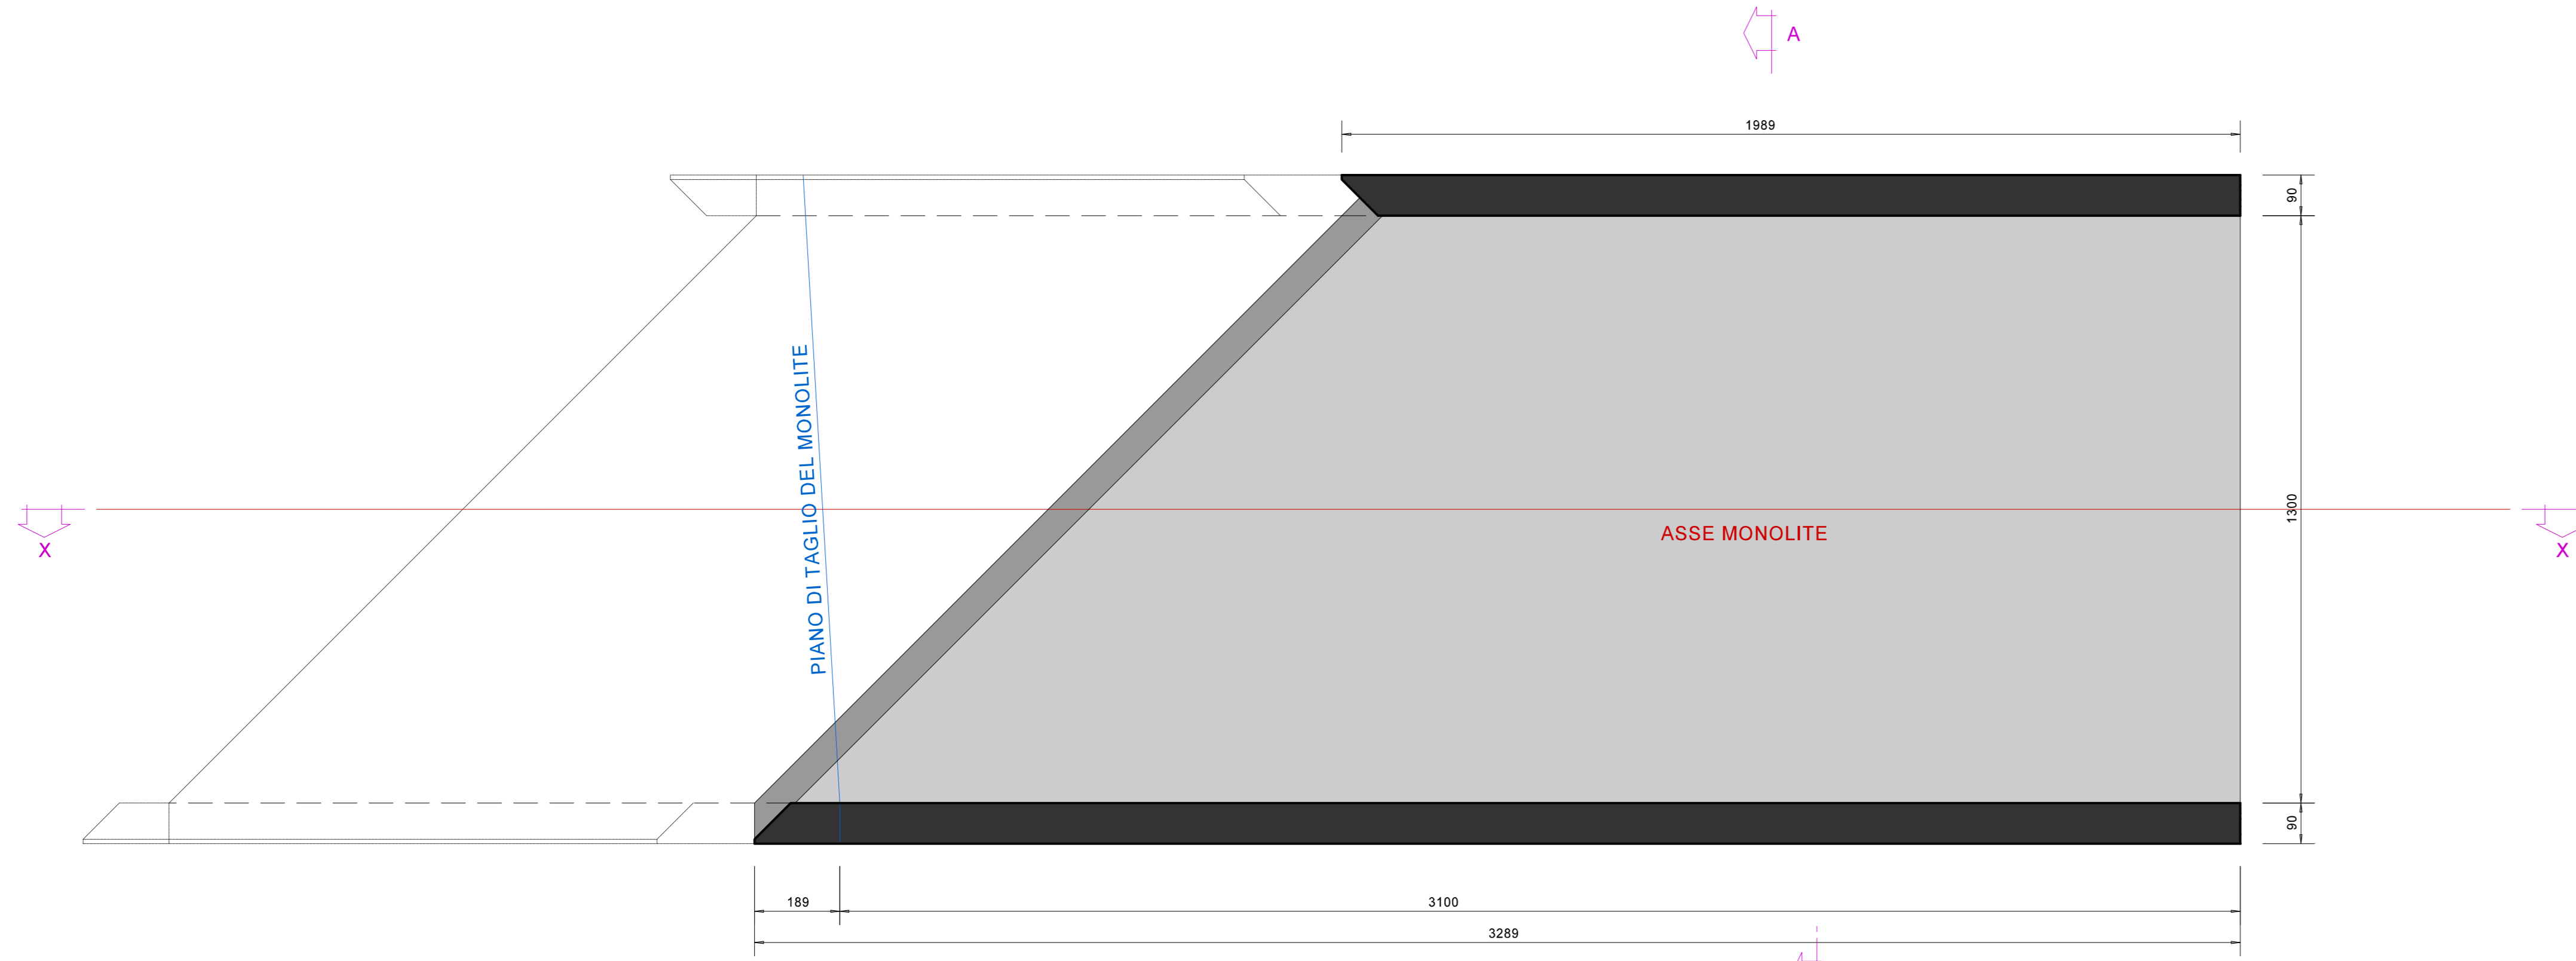 A
1989
90
PIANO DI TAGLIO DEL MONOLITE
1300
ASSE MONOLITE
X
X
90
189
3100
3289